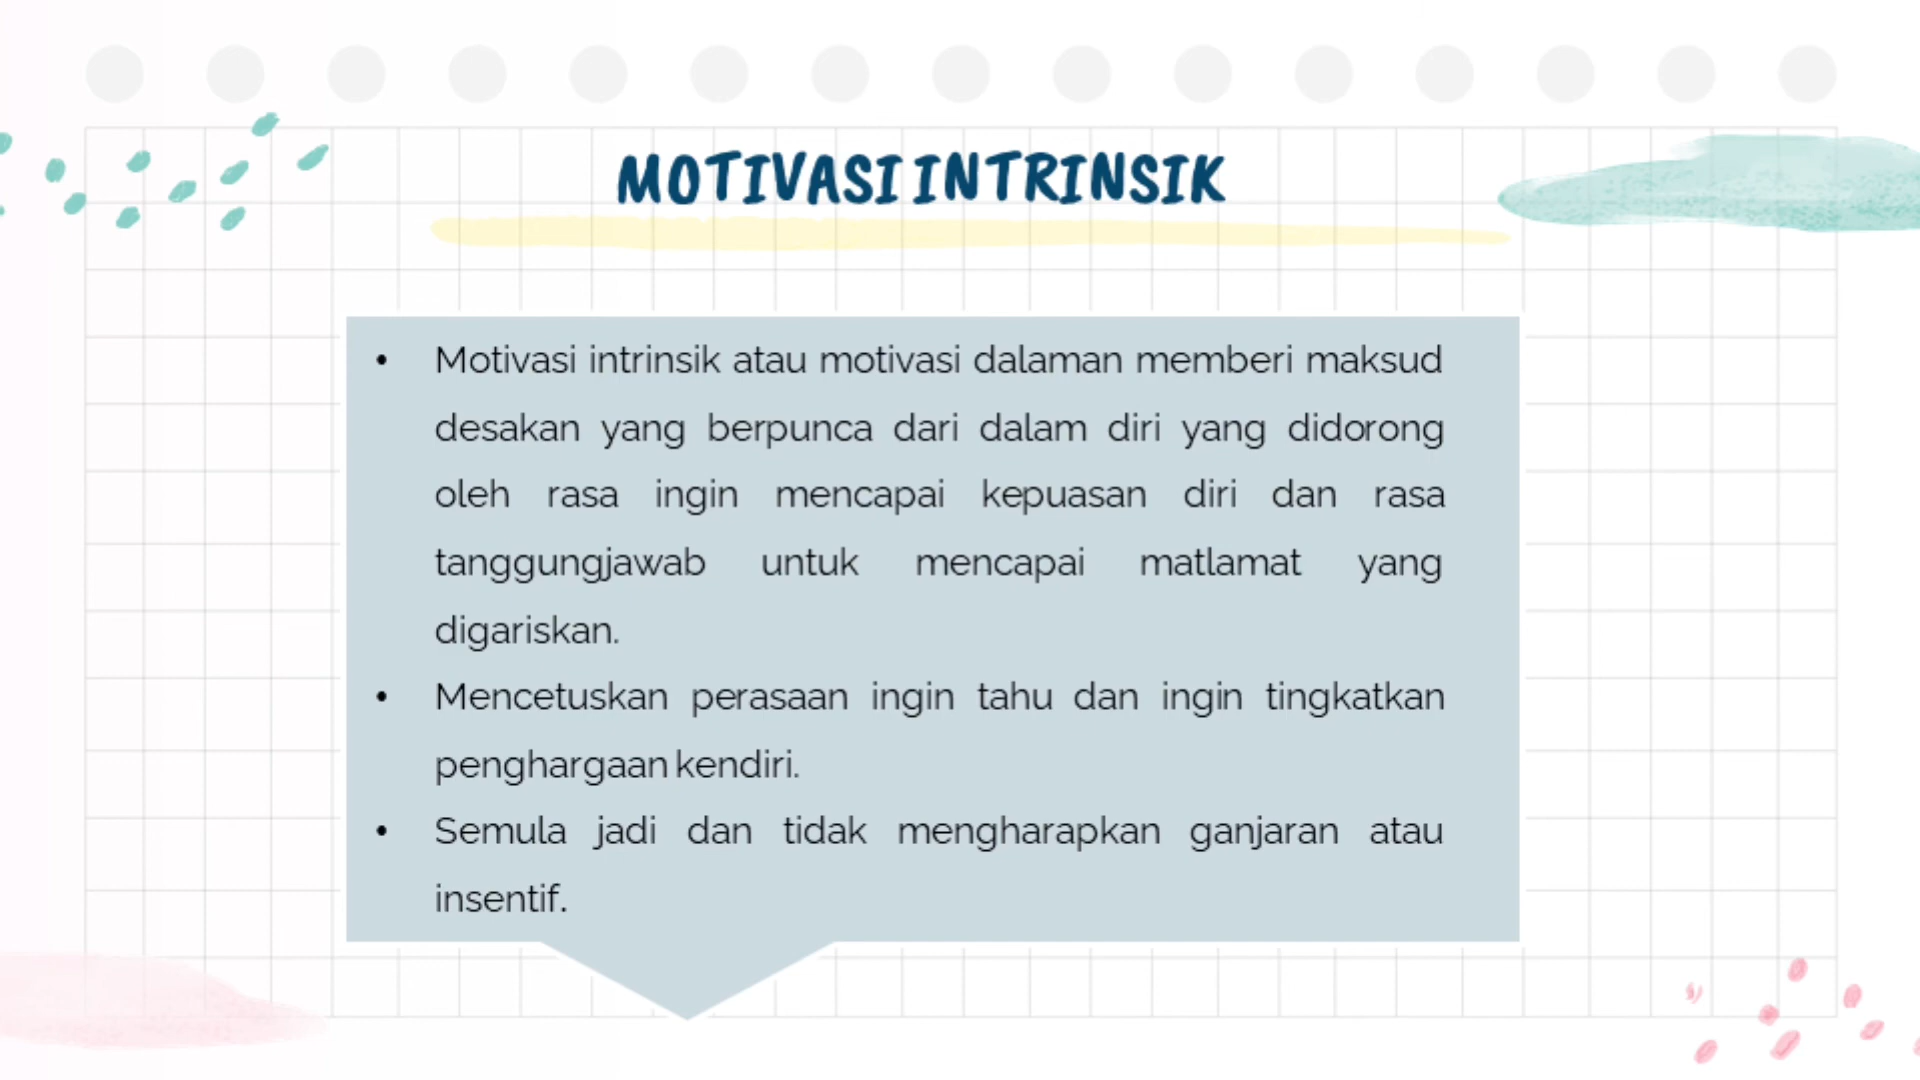 MOTIVASI INTRINSIK
• Motivasi intrinsik atau motivasi dalaman memberi maksud
desakan yang berpunca dari dalam diri yang didorong
oleh rasa ingin mencapai kepuasan diri dan rasa
tanggungjawab untuk mencapai matlamat yang
digariskan.
• Mencetuskan perasaan ingin tahu dan ingin tingkatkan
penghargaan kendiri.
• Semula jadi dan tidak mengharapkan ganjaran atau
insentif.